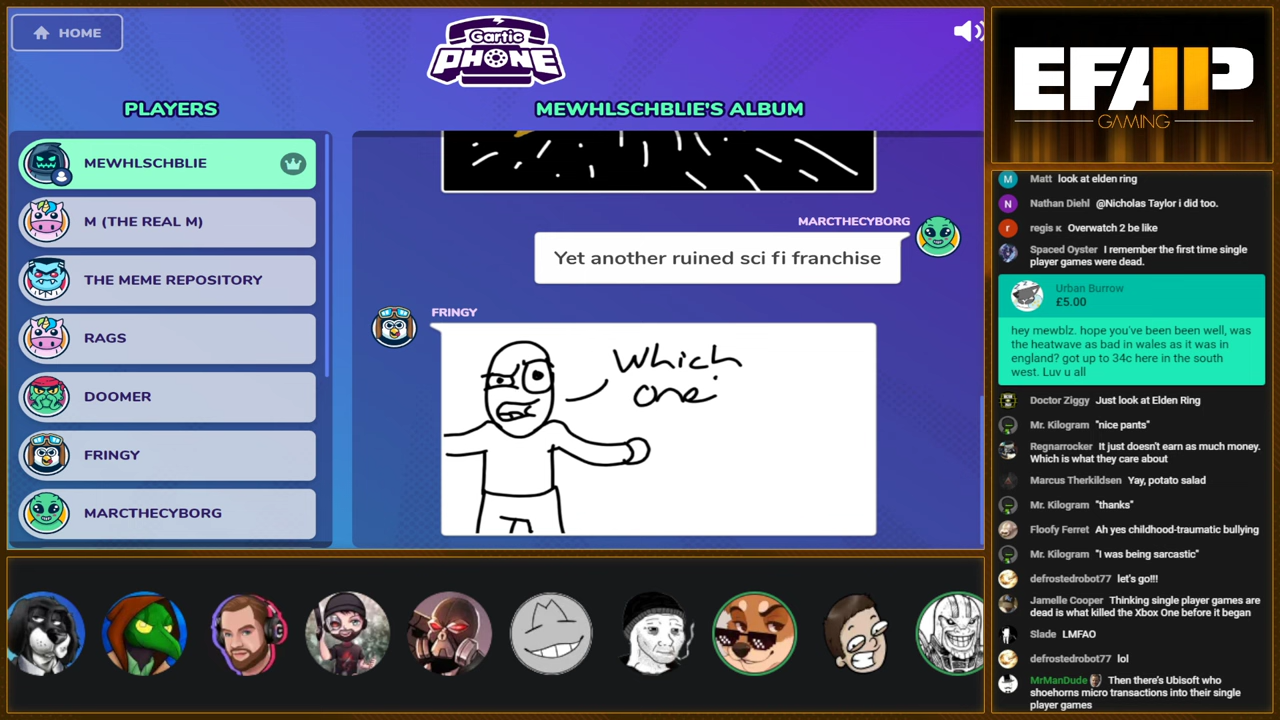 HOME
Gartic
PHONE
PLAYERS
MEWHLSCHBLIE
M (THE REAL M)
THE MEME REPOSITORY
RAGS
DOOMER
FRINGY
MARCTHECYBORG
MEWHLSCHBLIE'S ALBUM
MARCTHECYBORG
Yet another ruined sci fi franchise
FRINGY
Which
one
EFAP
GAMING
M Matt look at elden ring
N Nathan Diehl @Nicholas Taylor i did too.
r regis ĸ Overwatch 2 be like
Spaced Oyster I remember the first time single
player games were dead.
Urban Burrow
£5.00
hey mewblz. hope you've been been well, was
the heatwave as bad in wales as it was in
england? got up to 34c here in the south
west. Luv u all
Doctor Ziggy Just look at Elden Ring
Mr. Kilogram "nice pants"
Regnarrocker It just doesn't earn as much money.
Which is what they care about
Marcus Therkildsen Yay, potato salad
Mr. Kilogram "thanks"
Floofy Ferret Ah yes childhood-traumatic bullying
Mr. Kilogram "I was being sarcastic"
defrostedrobot77 let's go!!!
Jamelle Cooper Thinking single player games are
dead is what killed the Xbox One before it began
Slade LMFAO
defrostedrobot77 lol
MrManDude Then there's Ubisoft who
shoehorns micro transactions into their single
player games